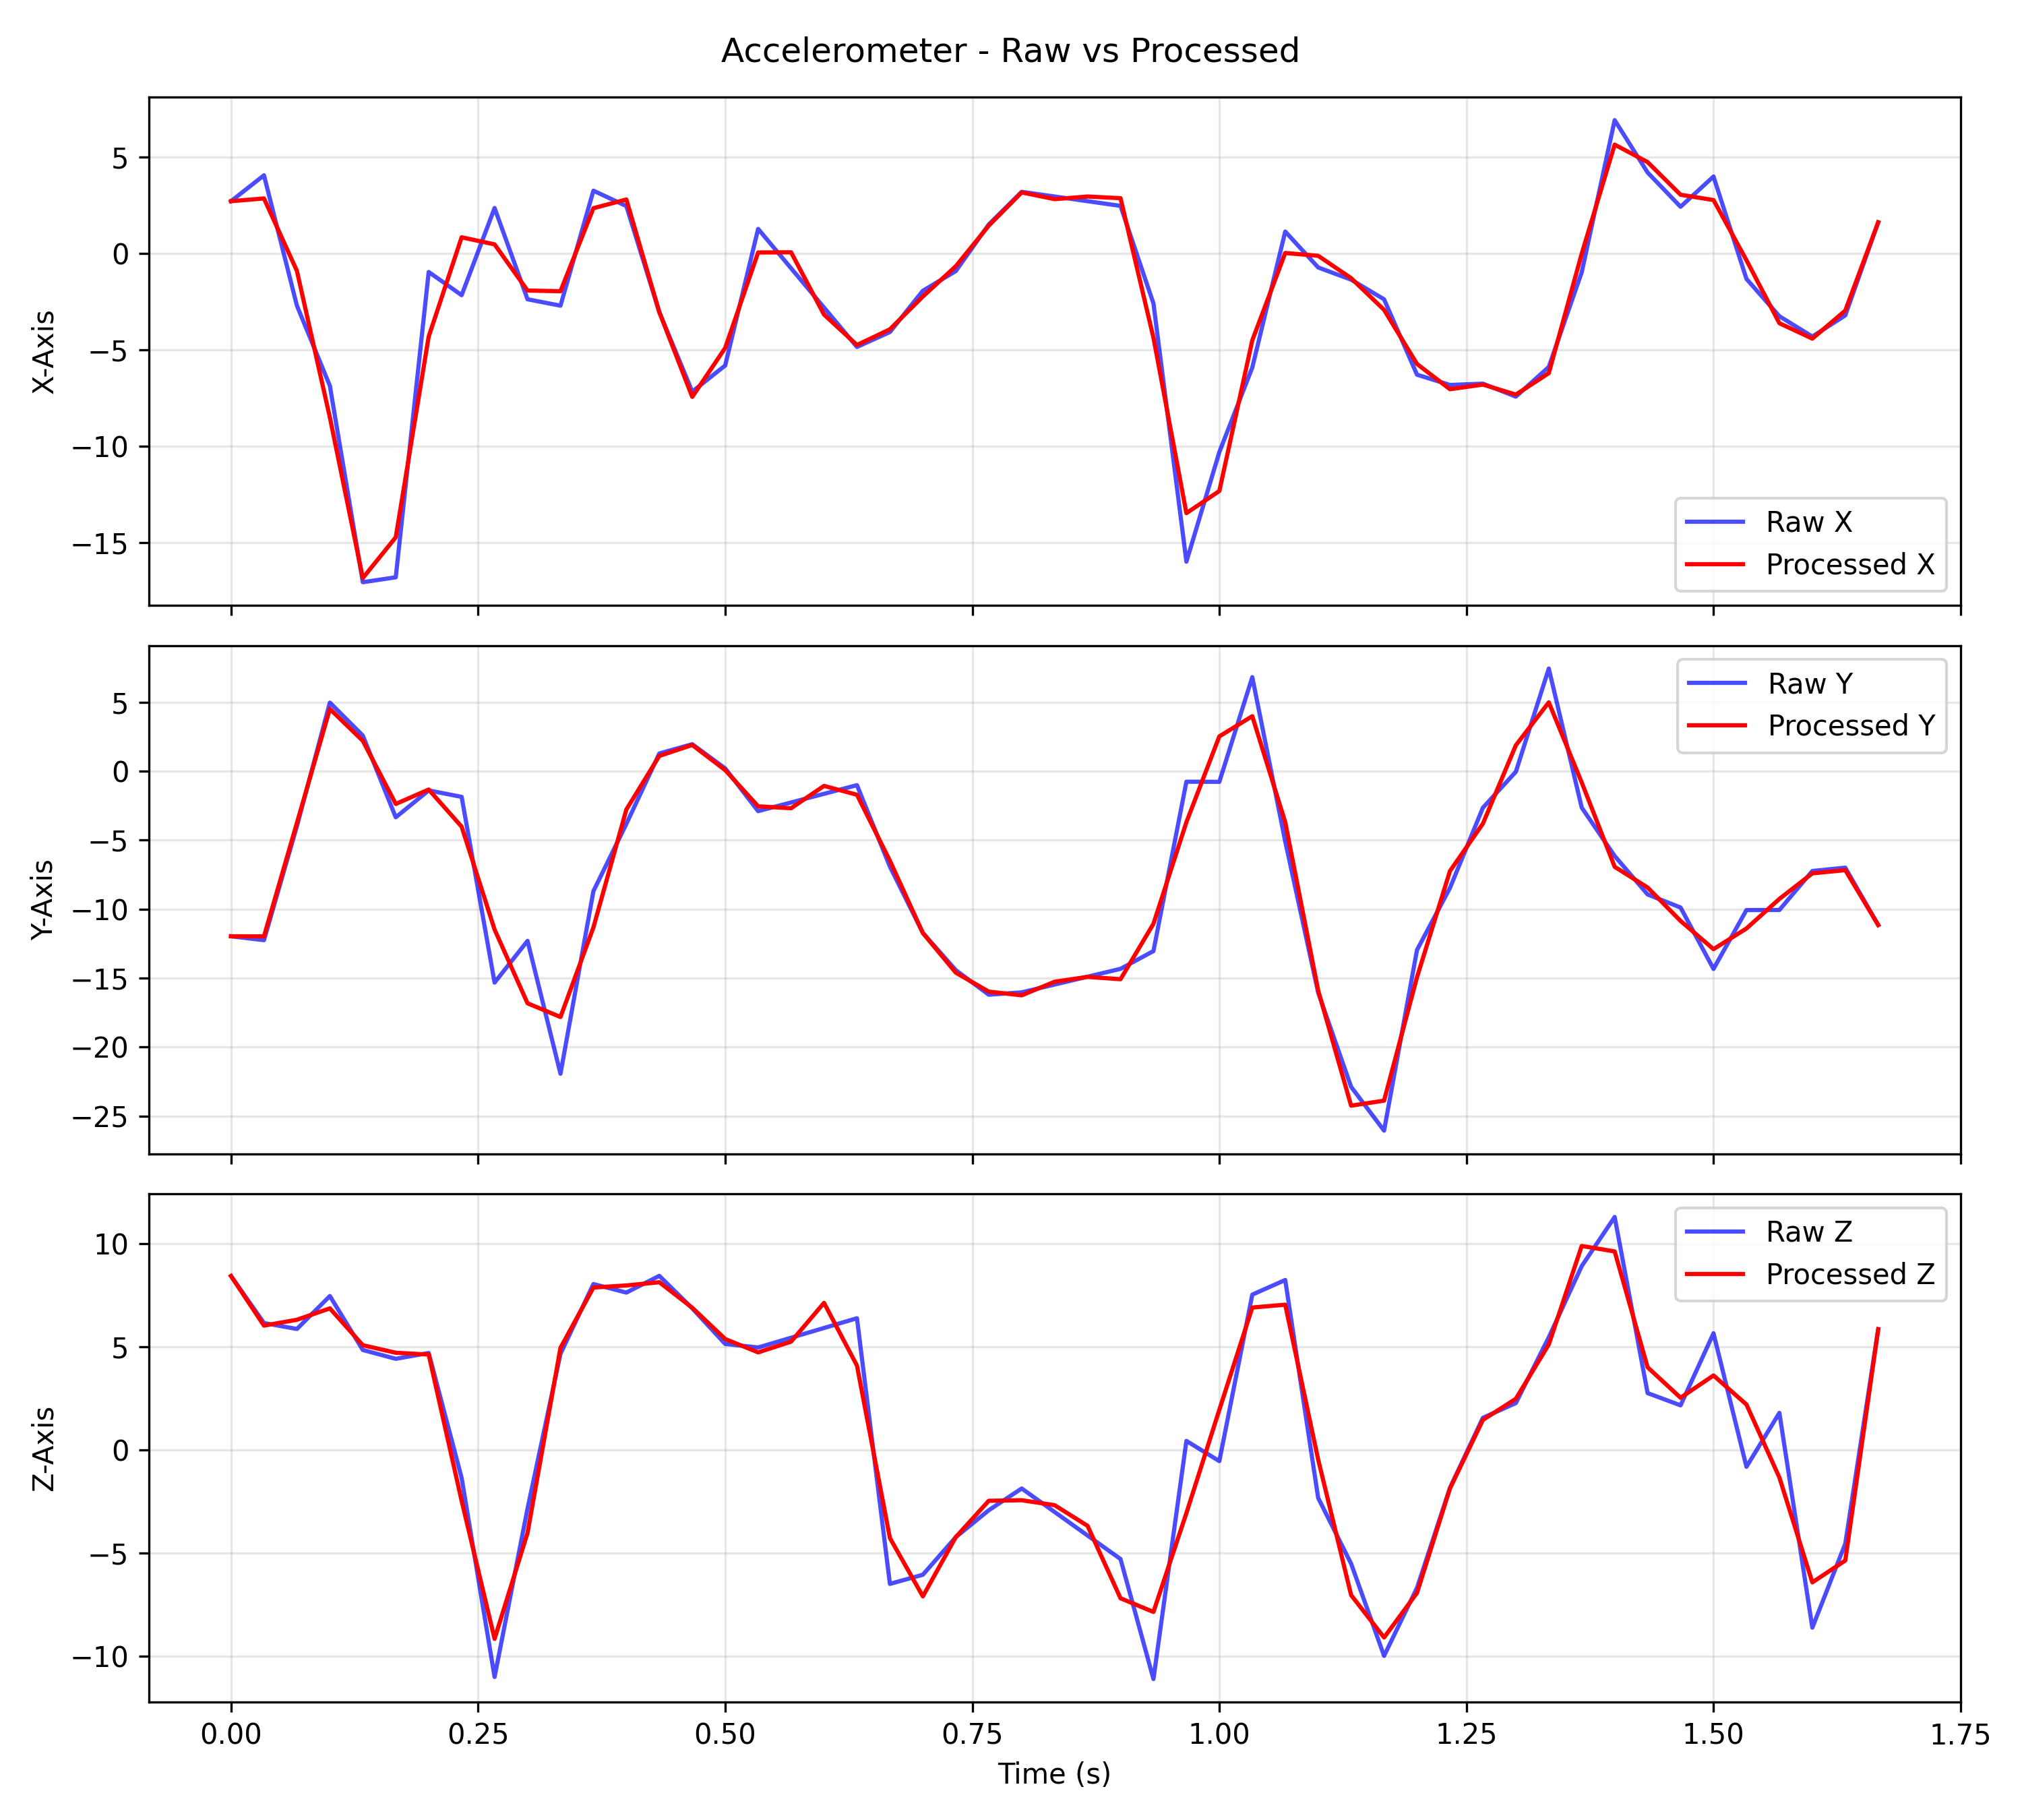 Accelerometer - Raw vs Processed
5
0
−5
−10
−15
X-Axis
Raw X
Processed X
5
0
−5
−10
−15
−20
−25
Y-Axis
Raw Y
Processed Y
10
5
0
−5
−10
Z-Axis
Raw Z
Processed Z
0.00 0.25 0.50 0.75 1.00 1.25 1.50 1.75
Time (s)